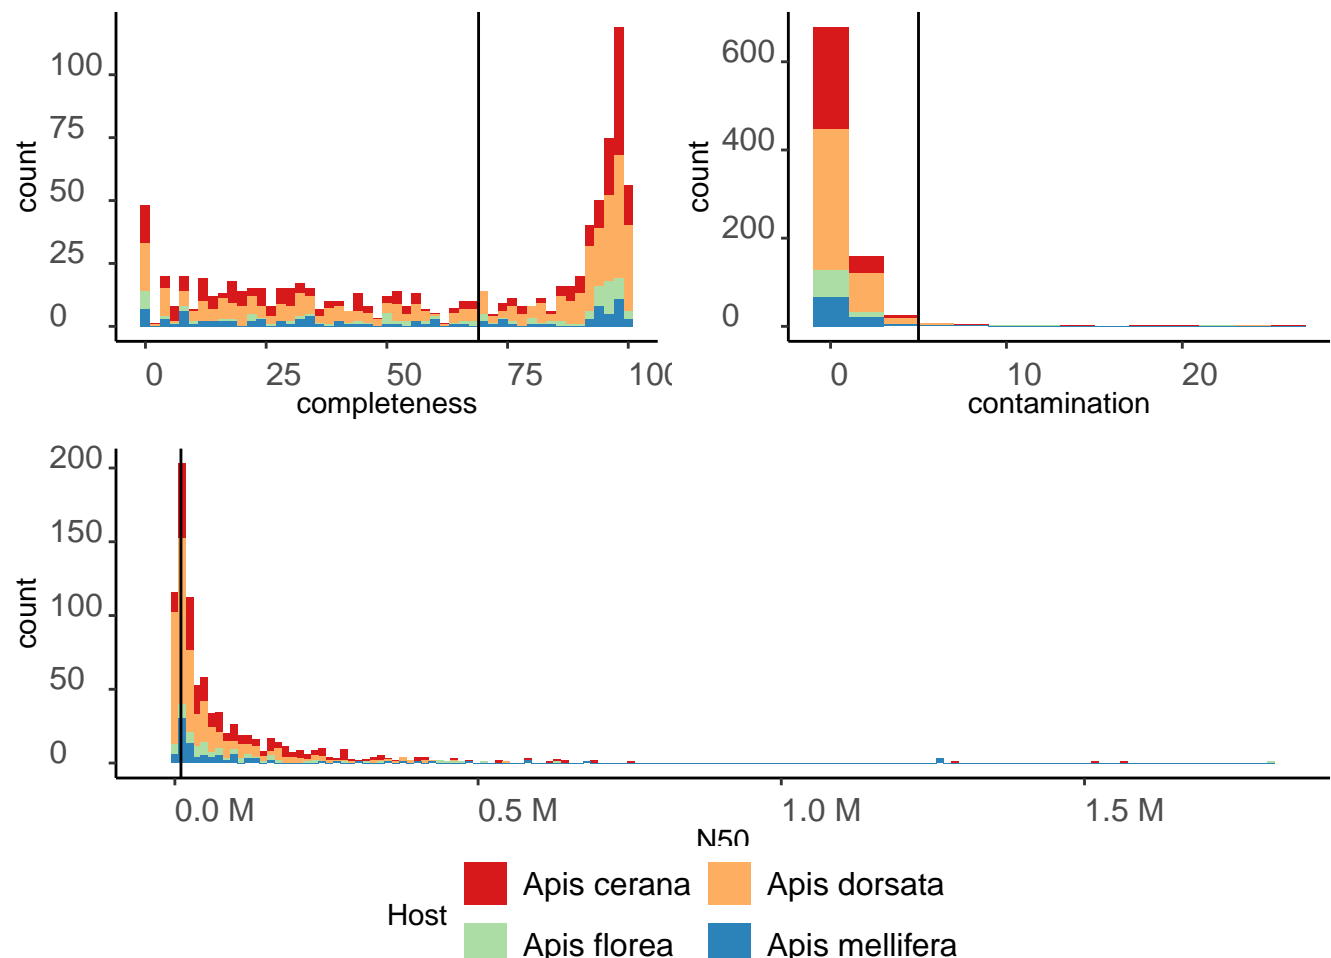 100
75
50
25
0
count
0 25 50 75 100
completeness
600
400
200
0
count
0 10 20
contamination
200
150
100
50
0
count
0.0 M 0.5 M 1.0 M 1.5 M
N50
Host
Apis cerana Apis dorsata
Apis florea Apis mellifera